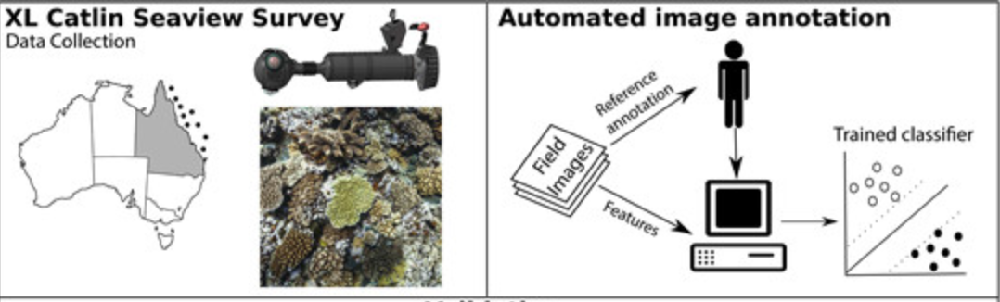 XL Catlin Seaview Survey
Data Collection
Automated image annotation
Reference
annotation
Field
Images
Features
Trained classifier